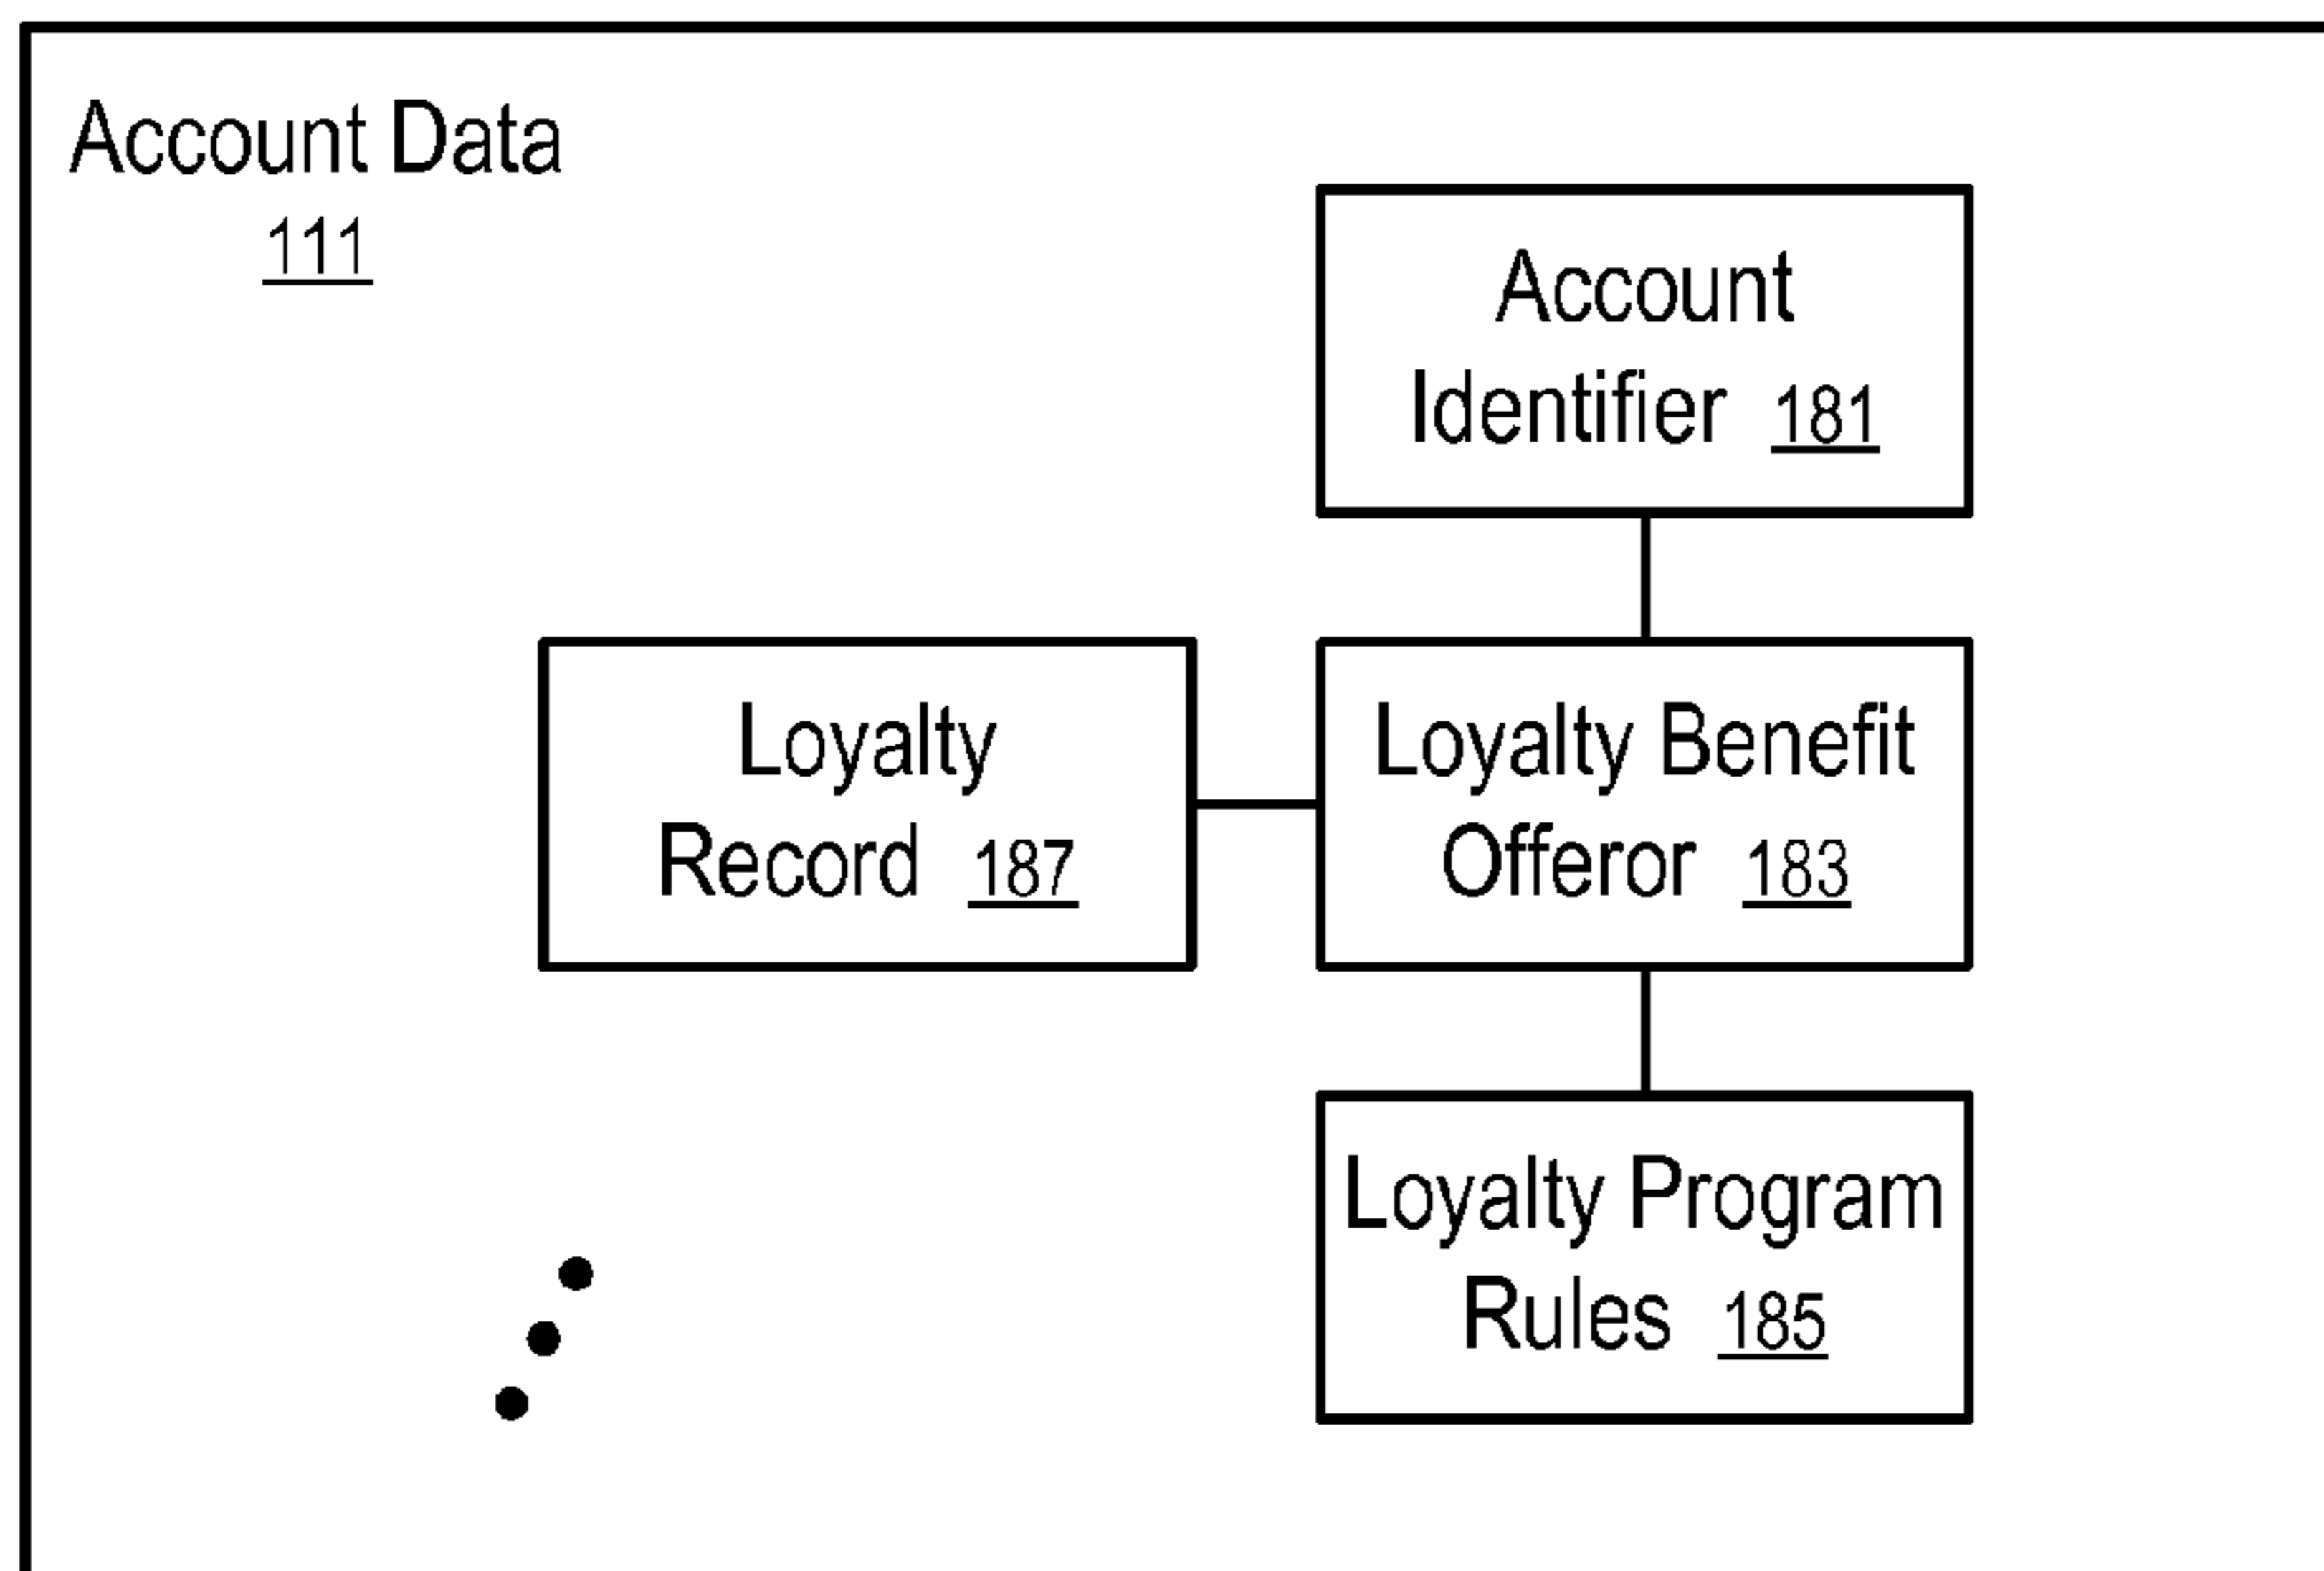 Account Data
111
Account
Identifier 181
Loyalty
Record 187
Loyalty Benefit
Offeror 183
Loyalty Program
Rules 185